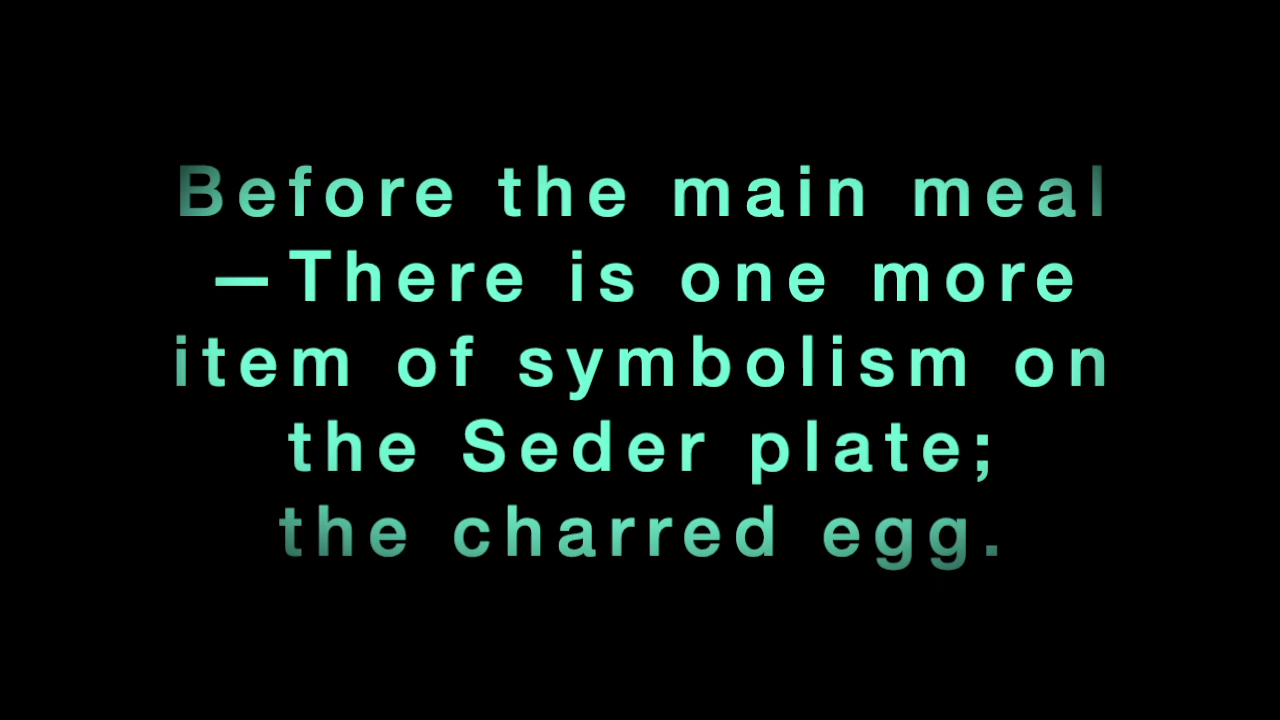 Before the main meal
—There is one more
item of symbolism on
the Seder plate;
the charred egg.